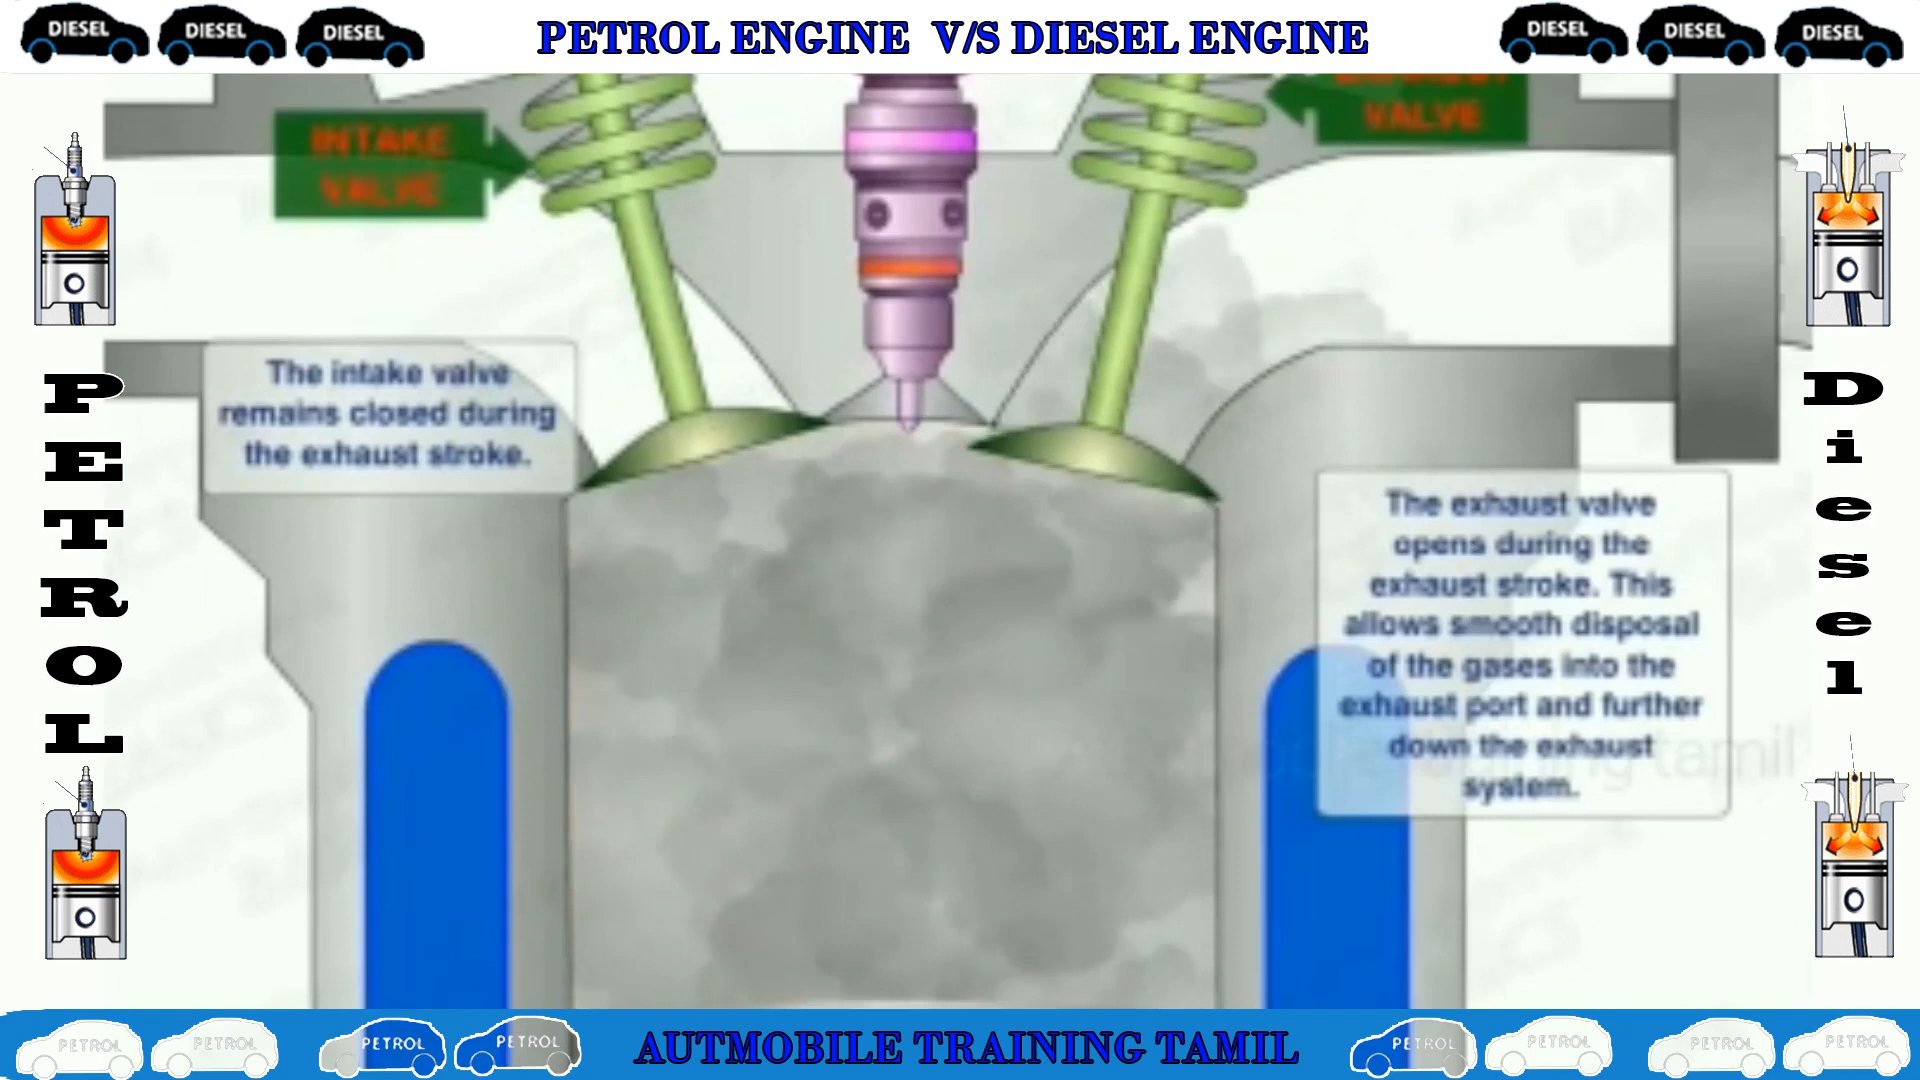 DIESEL DIESEL DIESEL PETROL ENGINE V/S DIESEL ENGINE DIESEL DIESEL DIESEL
INTAKE
VALVE
VALVE
The intake valve
remains closed during
the exhaust stroke.
The exhaust valve
opens during the
exhaust stroke. This
allows smooth disposal
of the gases into the
exhaust port and further
down the exhaust
system.
tamil
PETROL
Diesel
PETROL PETROL PETROL PETROL AUTMOBILE TRAINING TAMIL PETROL PETROL PETROL PETROL